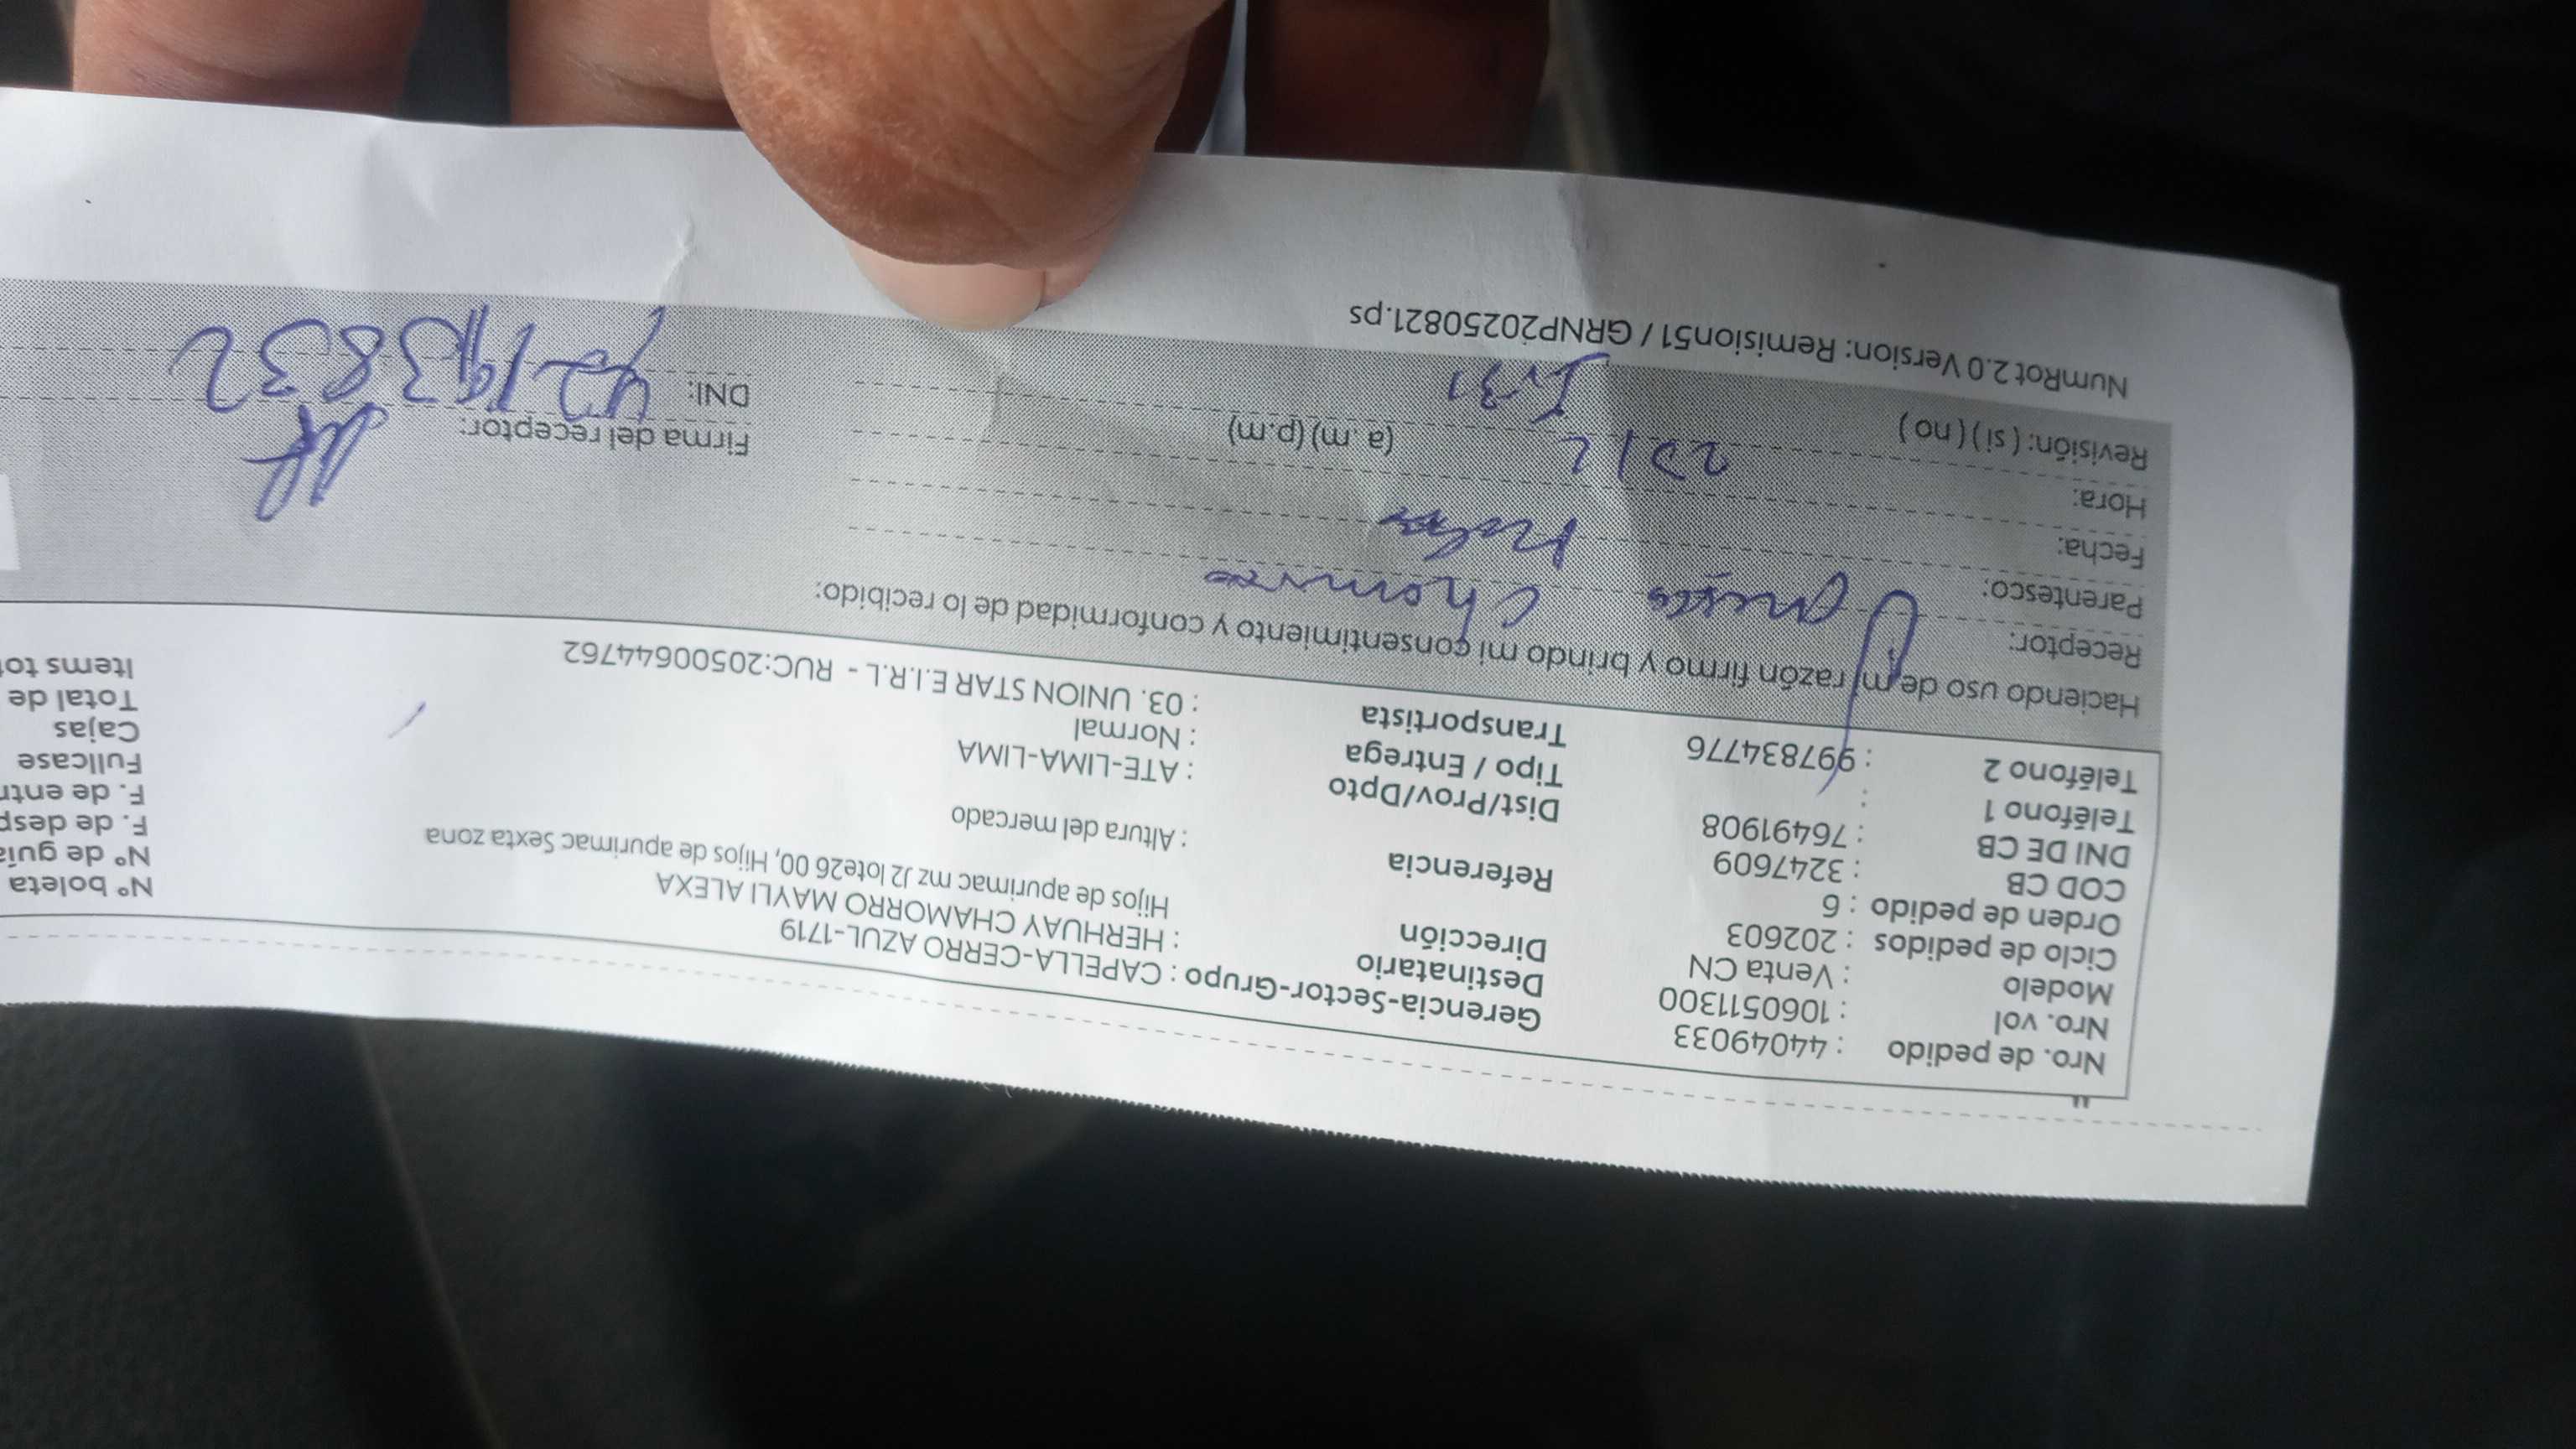 Nro. de pedido : 44049033
Nro. vol : 1060511300
Modelo : Venta CN
Ciclo de pedidos : 202603
Orden de pedido : 6
COD CB : 3247609
DNI DE CB : 76491908
Teléfono 1 :
Teléfono 2 : 997834776
Gerencia-Sector-Grupo : CAPELLA-CERRO AZUL-1719
Destinatario : HERHUAY CHAMORRO MAYLI ALEXA
Dirección Hijos de apurimac mz J2 lote26 00, Hijos de apurimac Sexta zona
Referencia : Altura del mercado
Dist/Prov/Dpto : ATE-LIMA-LIMA
Tipo / Entrega : Normal
Transportista : 03. UNION STAR E.I.R.L - RUC:20500644762
Nº boleta
Nº de guía
F. de desp
F. de entr
Fullcase
Cajas
Total de
Items tot
Haciendo uso de mi razón firmo y brindo mi consentimiento y conformidad de lo recibido:
Receptor:
Parentesco:
Fecha: 20/2
Hora: (a. m) (p.m)
Revisión: ( si ) ( no )
Firma del receptor:
DNI:
NumRot 2.0 Version: Remision51 / GRNP20250821.ps